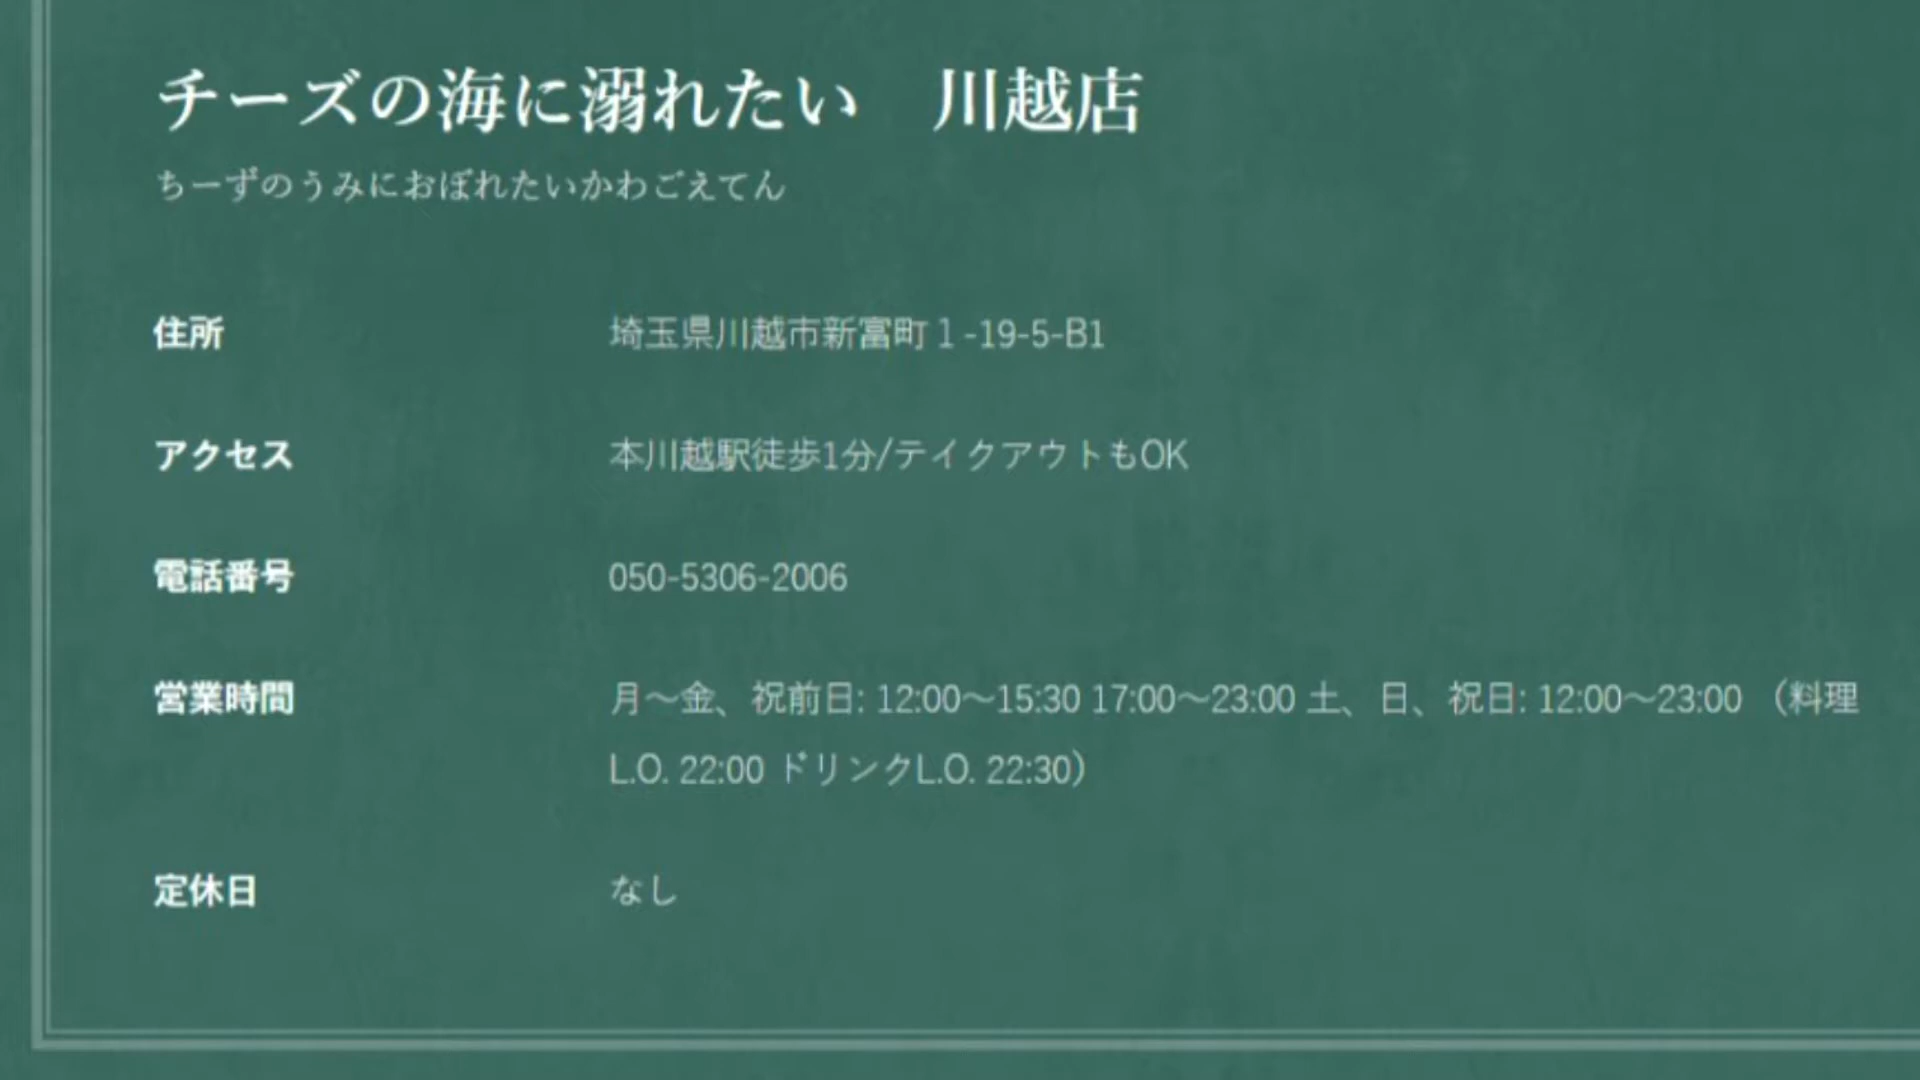 チーズの海に溺れたい　川越店
ちーずのうみにおぼれたいかわごえてん
住所 埼玉県川越市新富町１-19-5-B1
アクセス 本川越駅徒歩1分/テイクアウトもOK
電話番号 050-5306-2006
営業時間 月～金、祝前日: 12:00～15:30 17:00～23:00 土、日、祝日: 12:00～23:00 （料理
L.O. 22:00 ドリンクL.O. 22:30）
定休日 なし